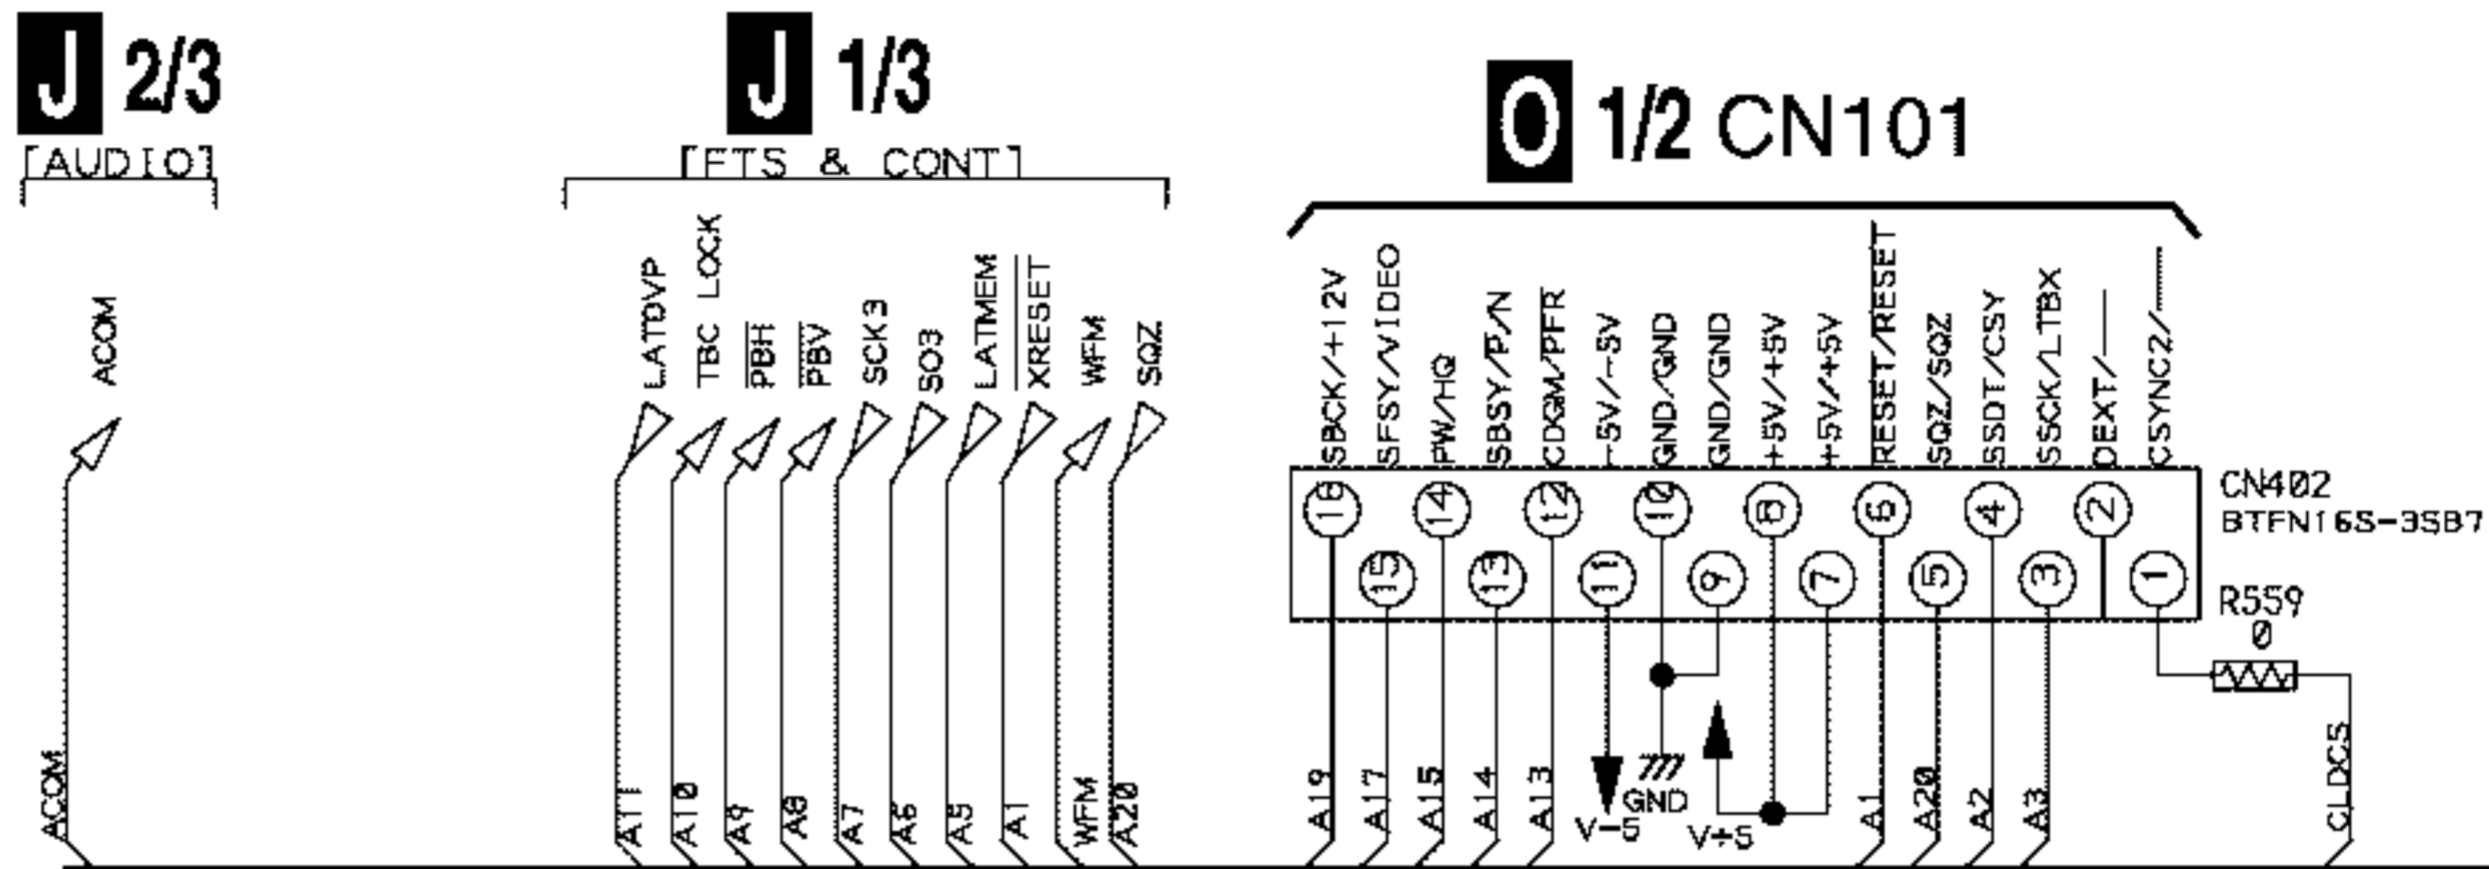 J 2/3
[AUDIO]
ACOM
ACOM
J 1/3
[FTS & CONT]
LATDVP
TBC LOCK
PBH
PBV
SCK3
SO3
LATMEM
XRESET
WFM
SQZ
A11
A10
A9
A8
A7
A6
A5
A1
WFM
A20
O 1/2 CN101
SBCK/+12V
SFSY/VIDEO
PW/HQ
SBSY/P/N
CDGM/PFR
-5V/-5V
GND/GND
GND/GND
+5V/+5V
+5V/+5V
RESET/RESET
SQZ/SQZ
SSDT/CSY
SSCK/LTBX
DEXT/
CSYNC2/
16
14
12
10
8
6
4
2
15
13
11
9
7
5
3
1
CN402
BTFN16S-3SB7
R559
0
A19
A17
A15
A14
A13
V-5
GND
V+5
A1
A20
A2
A3
CLDCS